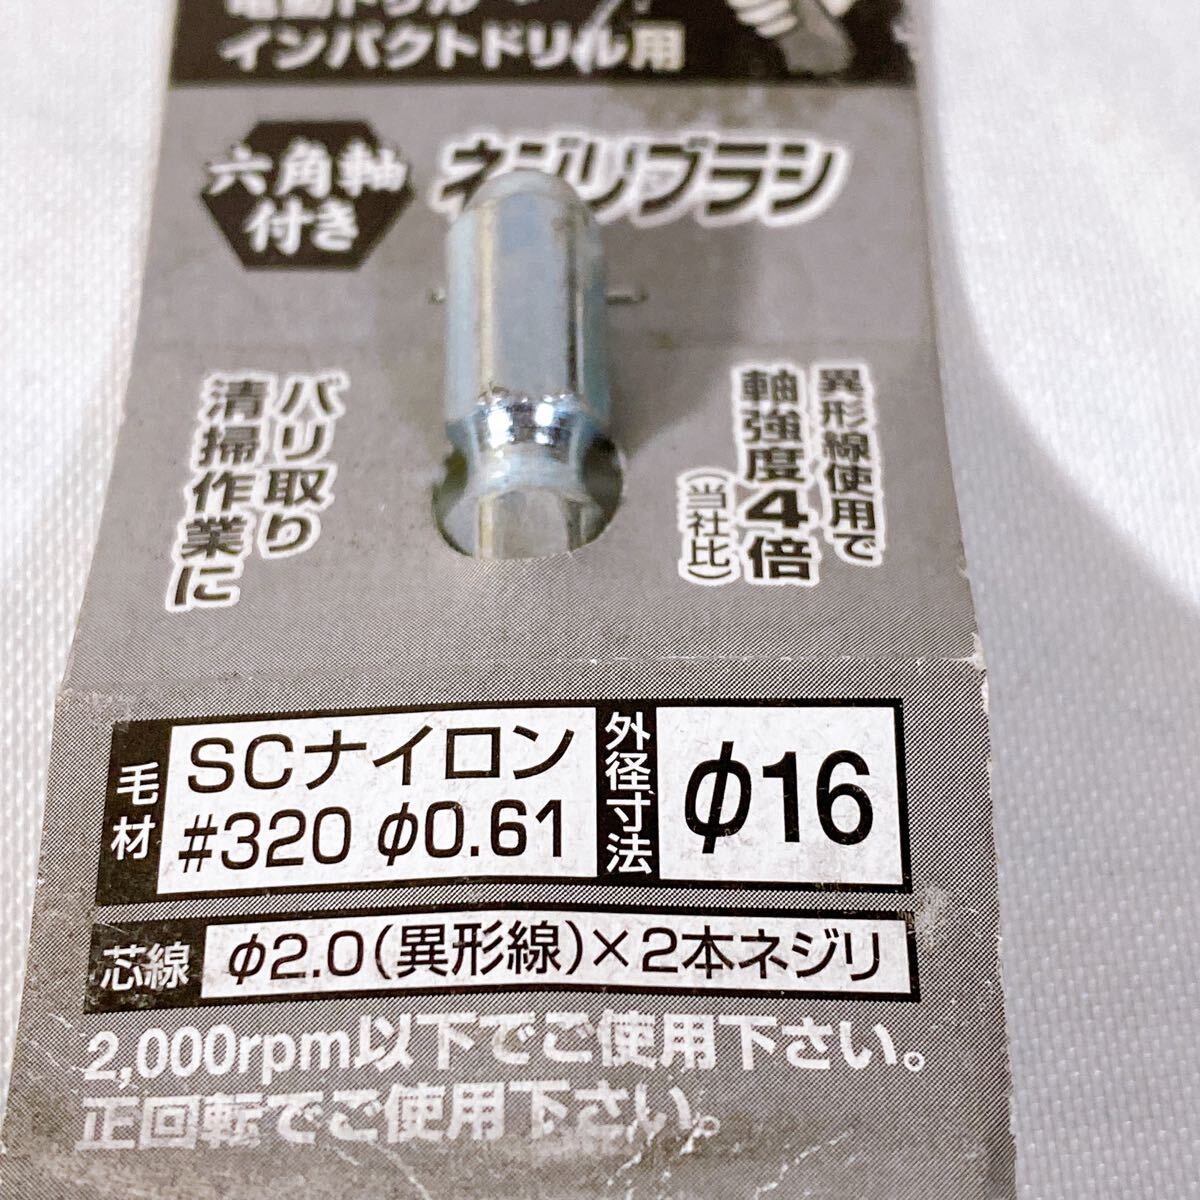 電動ドリル
インパクトドリル用
六角軸
付き
ネジリブラシ
異形線使用で
軸強度4倍
(当社比)
バリ取り
清掃作業に
毛材
SCナイロン
#320 φ0.61
外径寸法
φ16
芯線
φ2.0(異形線)×2本ネジリ
2,000rpm以下でご使用下さい。
正回転でご使用下さい。